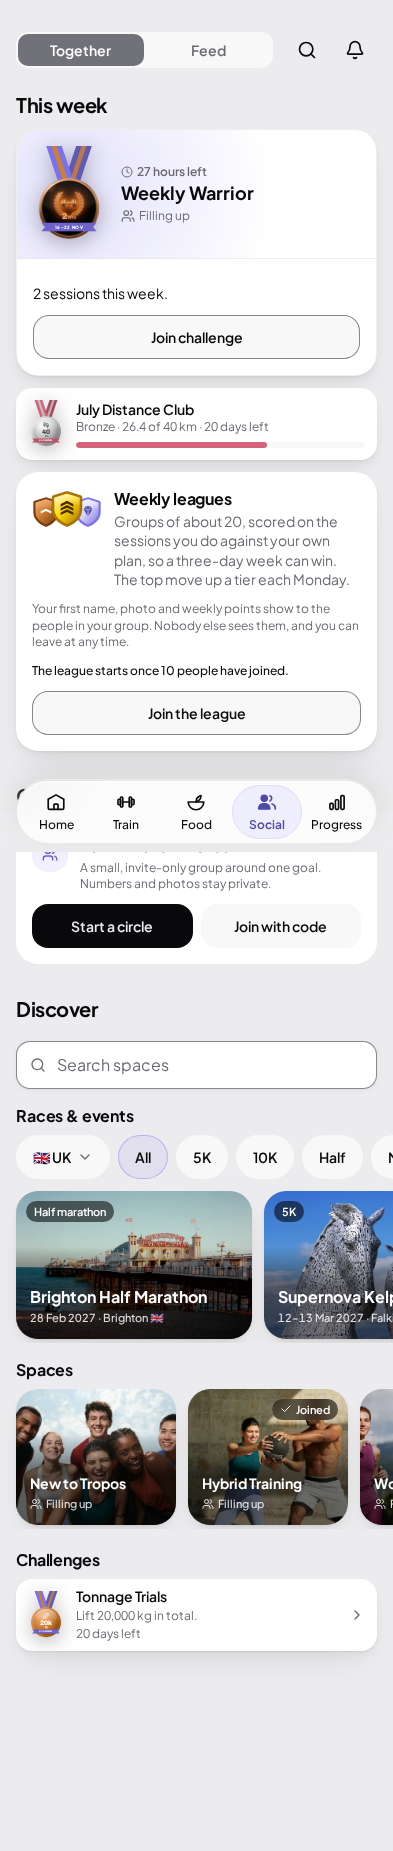 Together
Feed
This week
27 hours left
Weekly Warrior
Filling up
2 sessions this week.
Join challenge
July Distance Club
Bronze · 26.4 of 40 km · 20 days left
40
Weekly leagues
Groups of about 20, scored on the
sessions you do against your own
plan, so a three-day week can win.
The top move up a tier each Monday.
Your first name, photo and weekly points show to the
people in your group. Nobody else sees them, and you can
leave at any time.
The league starts once 10 people have joined.
Join the league
Home
Train
Food
Social
Progress
A small, invite-only group around one goal.
Numbers and photos stay private.
Start a circle
Join with code
Discover
Search spaces
Races & events
🇬🇧 UK
All
5K
10K
Half
Half marathon
Brighton Half Marathon
28 Feb 2027 · Brighton 🇬🇧
5K
Supernova Kelp
12–13 Mar 2027 · Falki
Spaces
New to Tropos
Filling up
Joined
Hybrid Training
Filling up
Wo
Challenges
20k
Tonnage Trials
Lift 20,000 kg in total.
20 days left